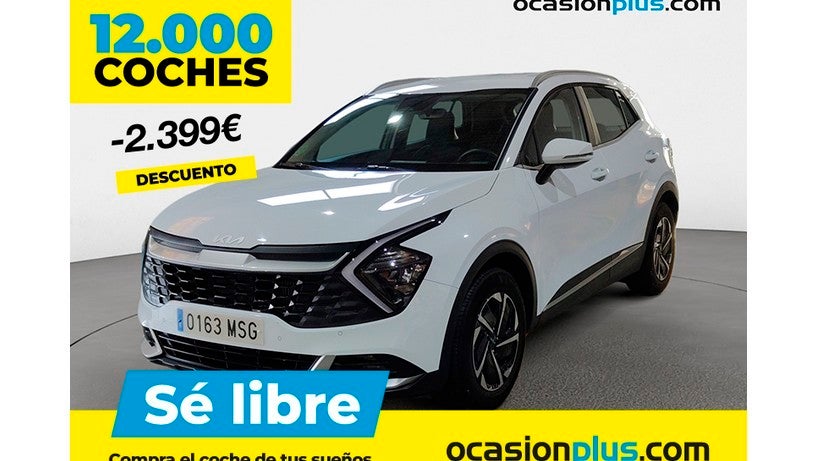 12.000
COCHES
ocasionplus.com
-2.399€
DESCUENTO
KIA
0163 MSG
Sé libre
Compra el coche de tus sueños
ocasionplus.com